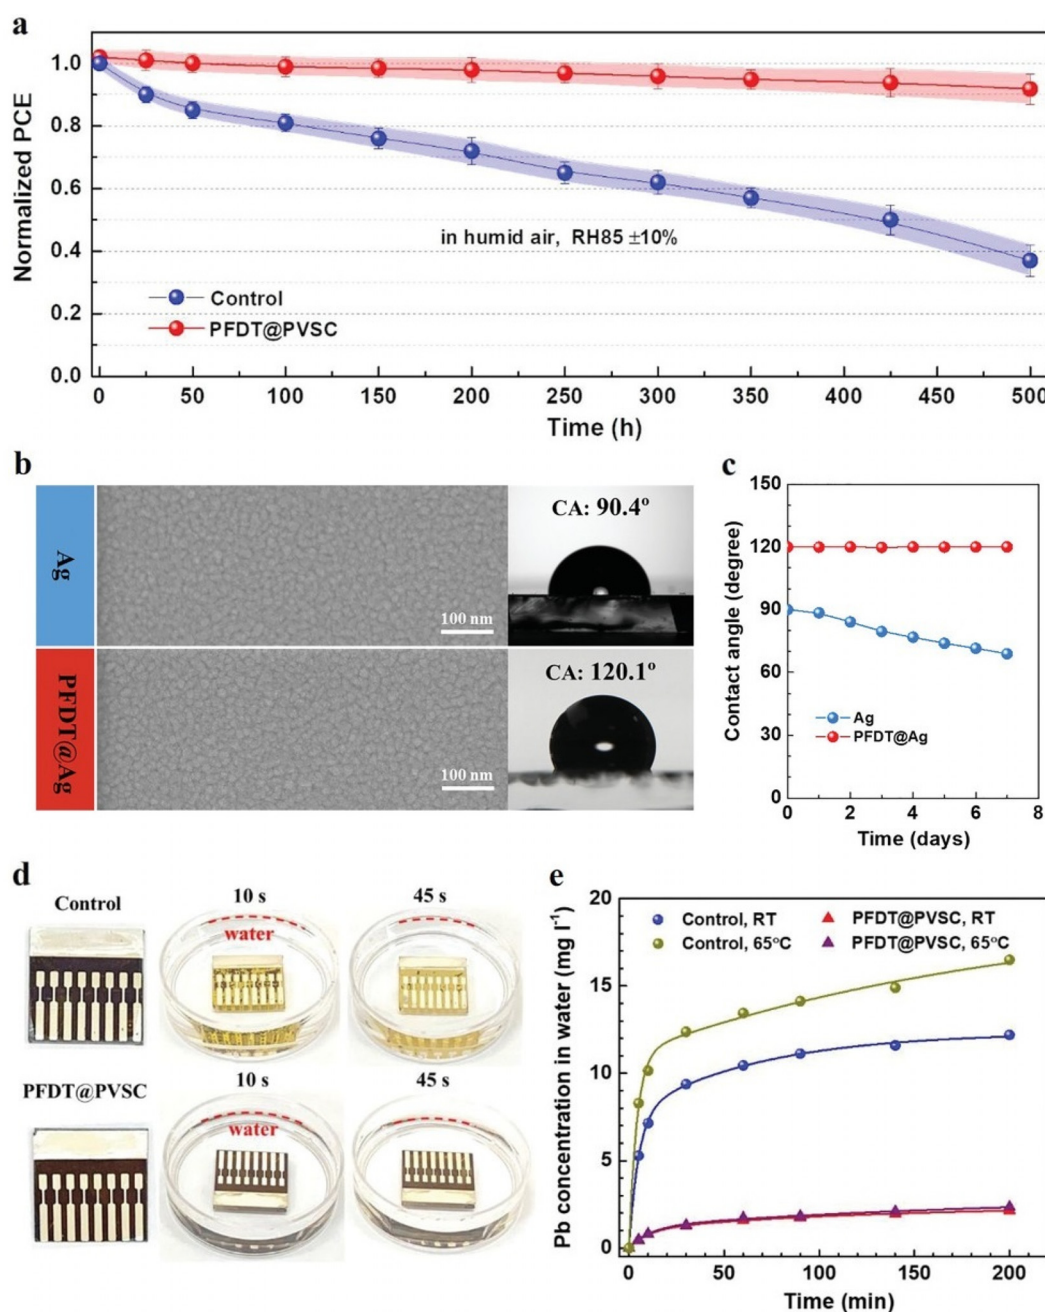 a
Normalized PCE
1.0
0.8
0.6
0.4
0.2
0.0
in humid air, RH85 ±10%
Control
PFDT@PVSC
0 50 100 150 200 250 300 350 400 450 500
Time (h)
b
Ag
100 nm
CA: 90.4º
PFDT@Ag
100 nm
CA: 120.1º
c
Contact angle (degree)
150
120
90
60
30
0
Ag
PFDT@Ag
0 2 4 6 8
Time (days)
d
Control
10 s
water
45 s
PFDT@PVSC
10 s
water
45 s
e
Pb concentration in water (mg l-1)
20
15
10
5
0
Control, RT
Control, 65ºC
PFDT@PVSC, RT
PFDT@PVSC, 65ºC
0 50 100 150 200
Time (min)